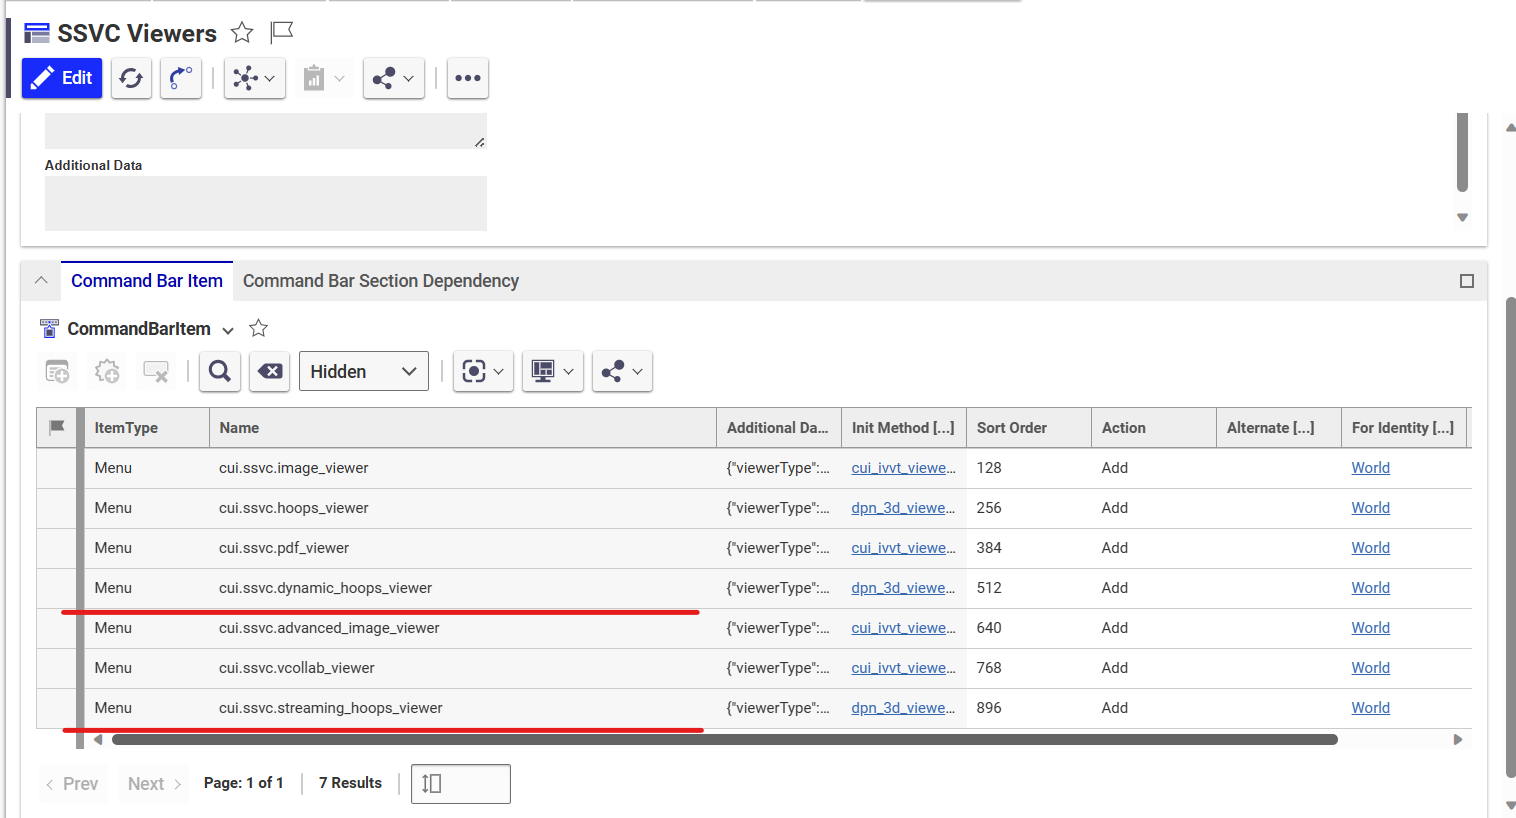 SSVC Viewers
Edit
Additional Data
Command Bar Item Command Bar Section Dependency
CommandBarItem
Hidden
ItemType Name Additional Da... Init Method [...] Sort Order Action Alternate [...] For Identity [...]
Menu cui.ssvc.image_viewer {"viewerType":... cui_ivvt_viewe... 128 Add World
Menu cui.ssvc.hoops_viewer {"viewerType":... dpn_3d_viewe... 256 Add World
Menu cui.ssvc.pdf_viewer {"viewerType":... cui_ivvt_viewe... 384 Add World
Menu cui.ssvc.dynamic_hoops_viewer {"viewerType":... dpn_3d_viewe... 512 Add World
Menu cui.ssvc.advanced_image_viewer {"viewerType":... cui_ivvt_viewe... 640 Add World
Menu cui.ssvc.vcollab_viewer {"viewerType":... cui_ivvt_viewe... 768 Add World
Menu cui.ssvc.streaming_hoops_viewer {"viewerType":... dpn_3d_viewe... 896 Add World
Prev Next Page: 1 of 1 7 Results